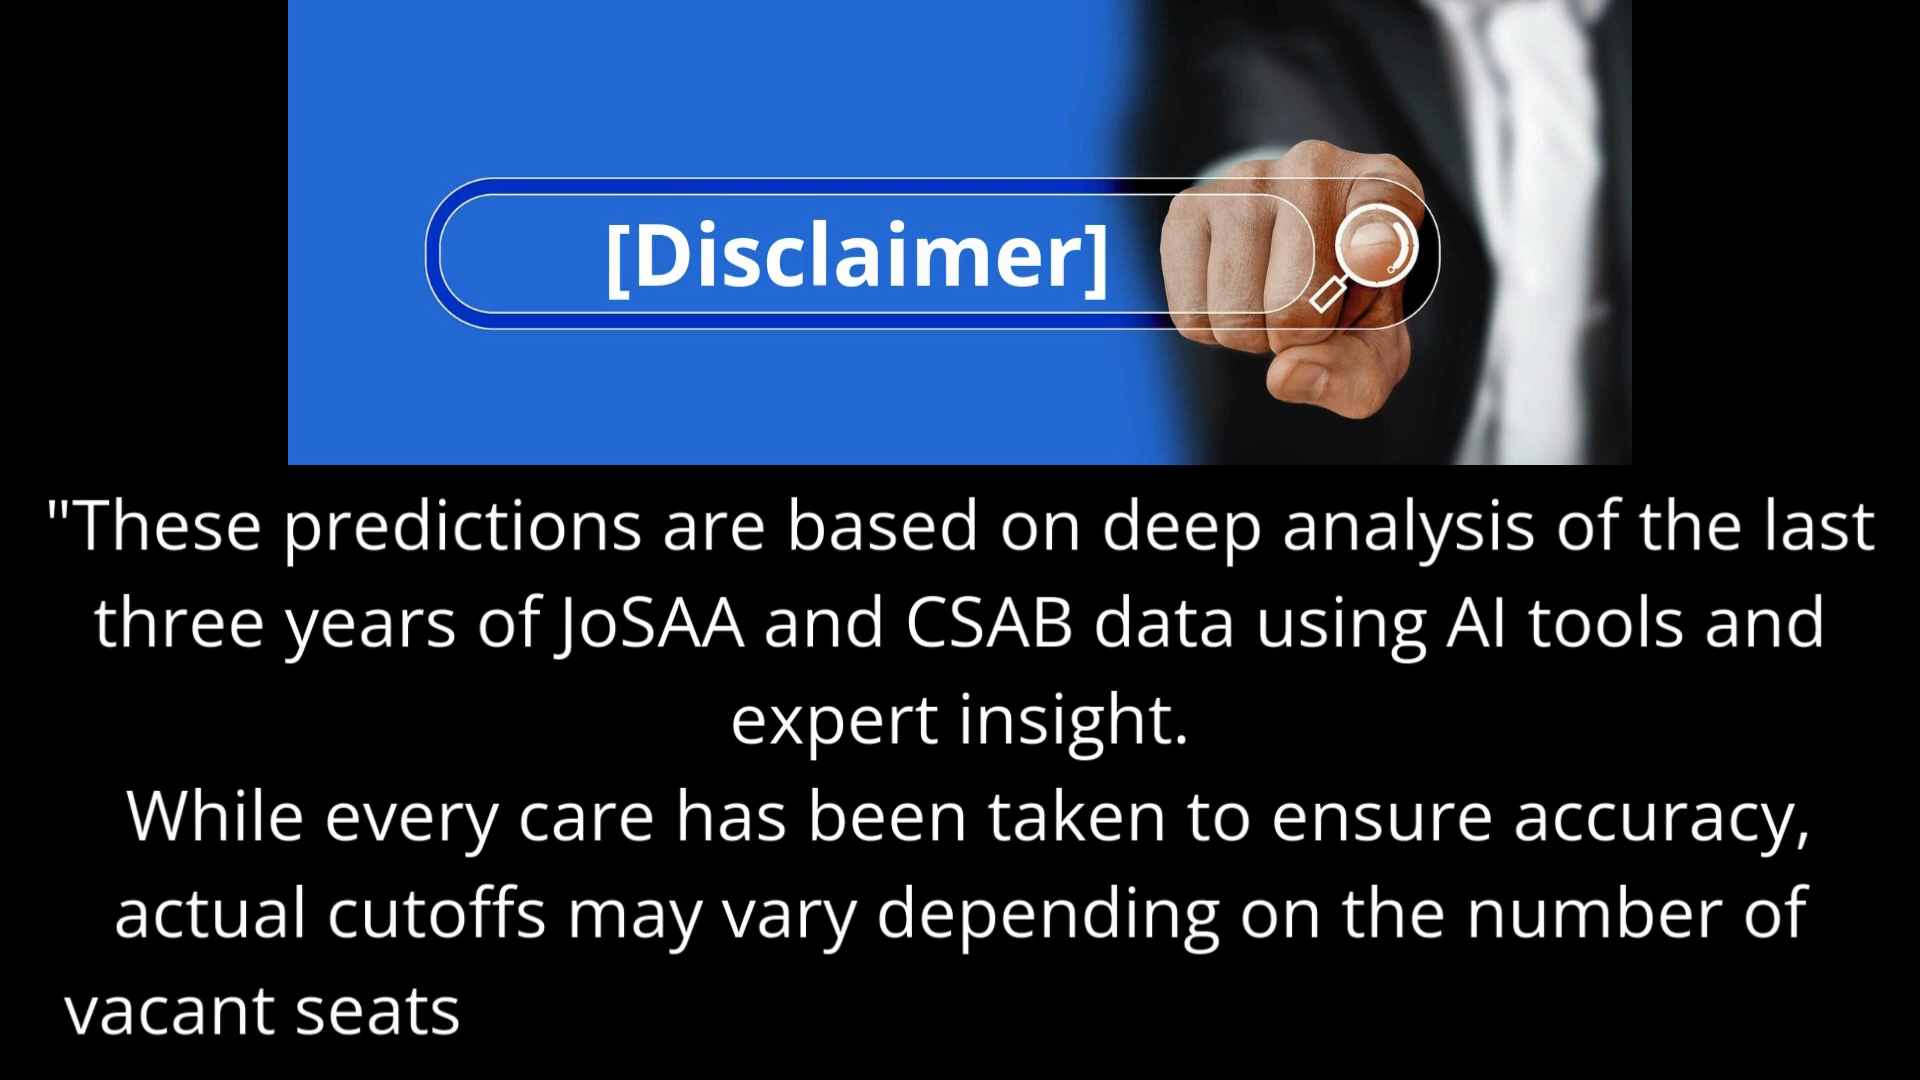 [Disclaimer]
"These predictions are based on deep analysis of the last
three years of JoSAA and CSAB data using AI tools and
expert insight.
While every care has been taken to ensure accuracy,
actual cutoffs may vary depending on the number of
vacant seats